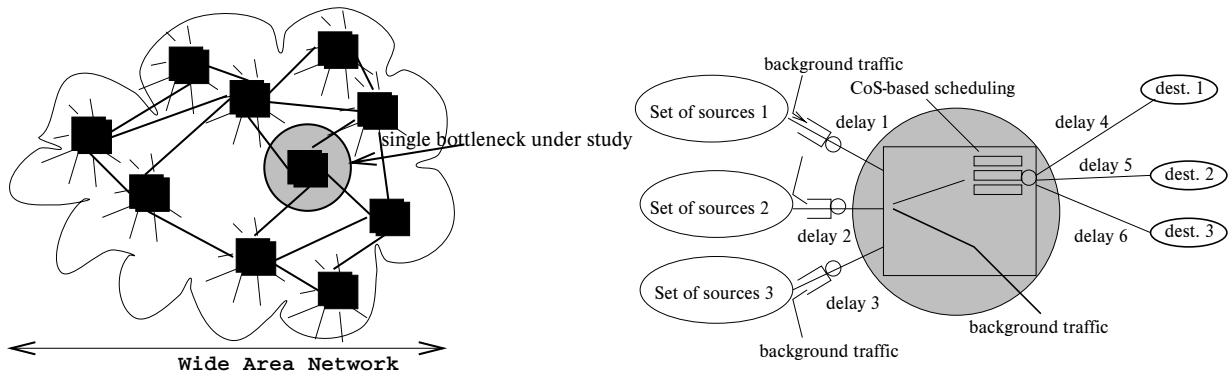 single bottleneck under study
Wide Area Network
background traffic
CoS-based scheduling
Set of sources 1
delay 1
dest. 1
delay 4
delay 5
dest. 2
Set of sources 2
delay 2
delay 6
dest. 3
Set of sources 3
delay 3
background traffic
background traffic